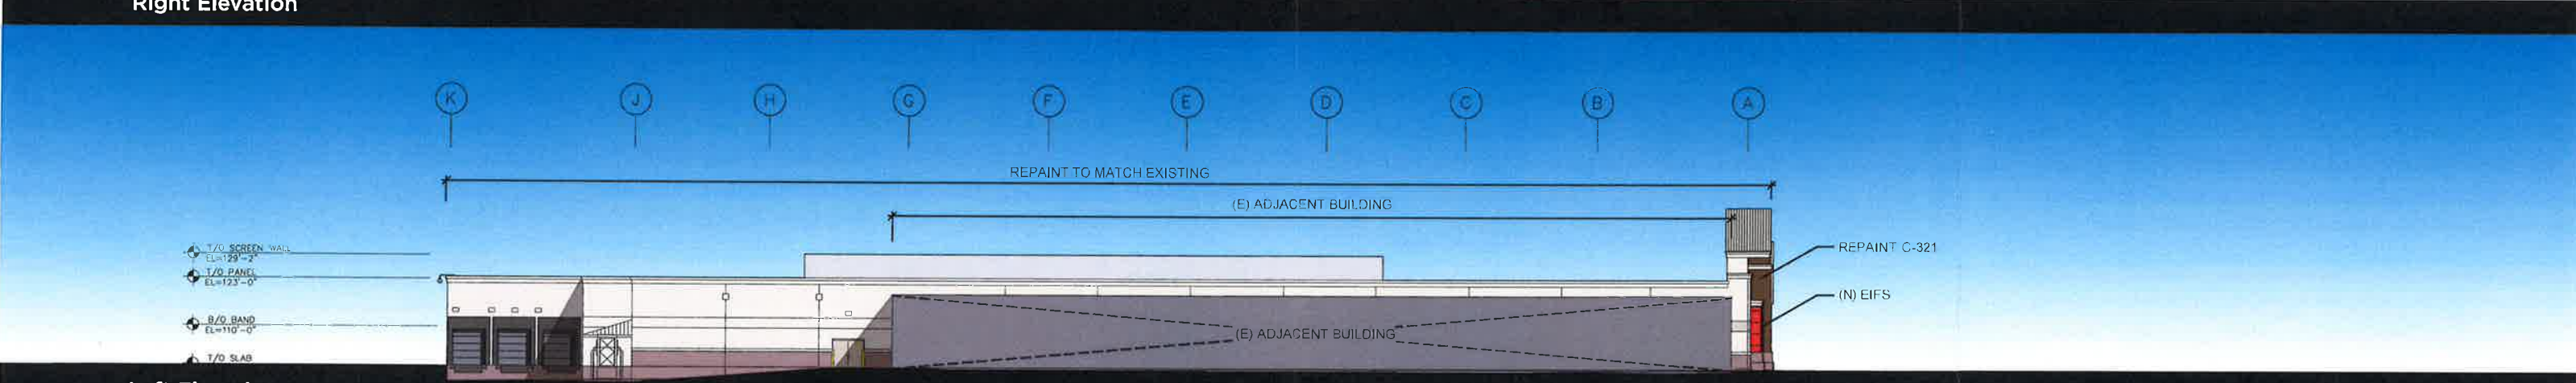 Right Elevation
K
J
H
G
F
E
D
C
B
A
REPAINT TO MATCH EXISTING
(E) ADJACENT BUILDING
T/O SCREEN WALL
EL=129'-2"
T/O PANEL
EL=123'-0"
B/O BAND
EL=110'-0"
T/O SLAB
REPAINT C-321
(N) EIFS
(E) ADJACENT BUILDING